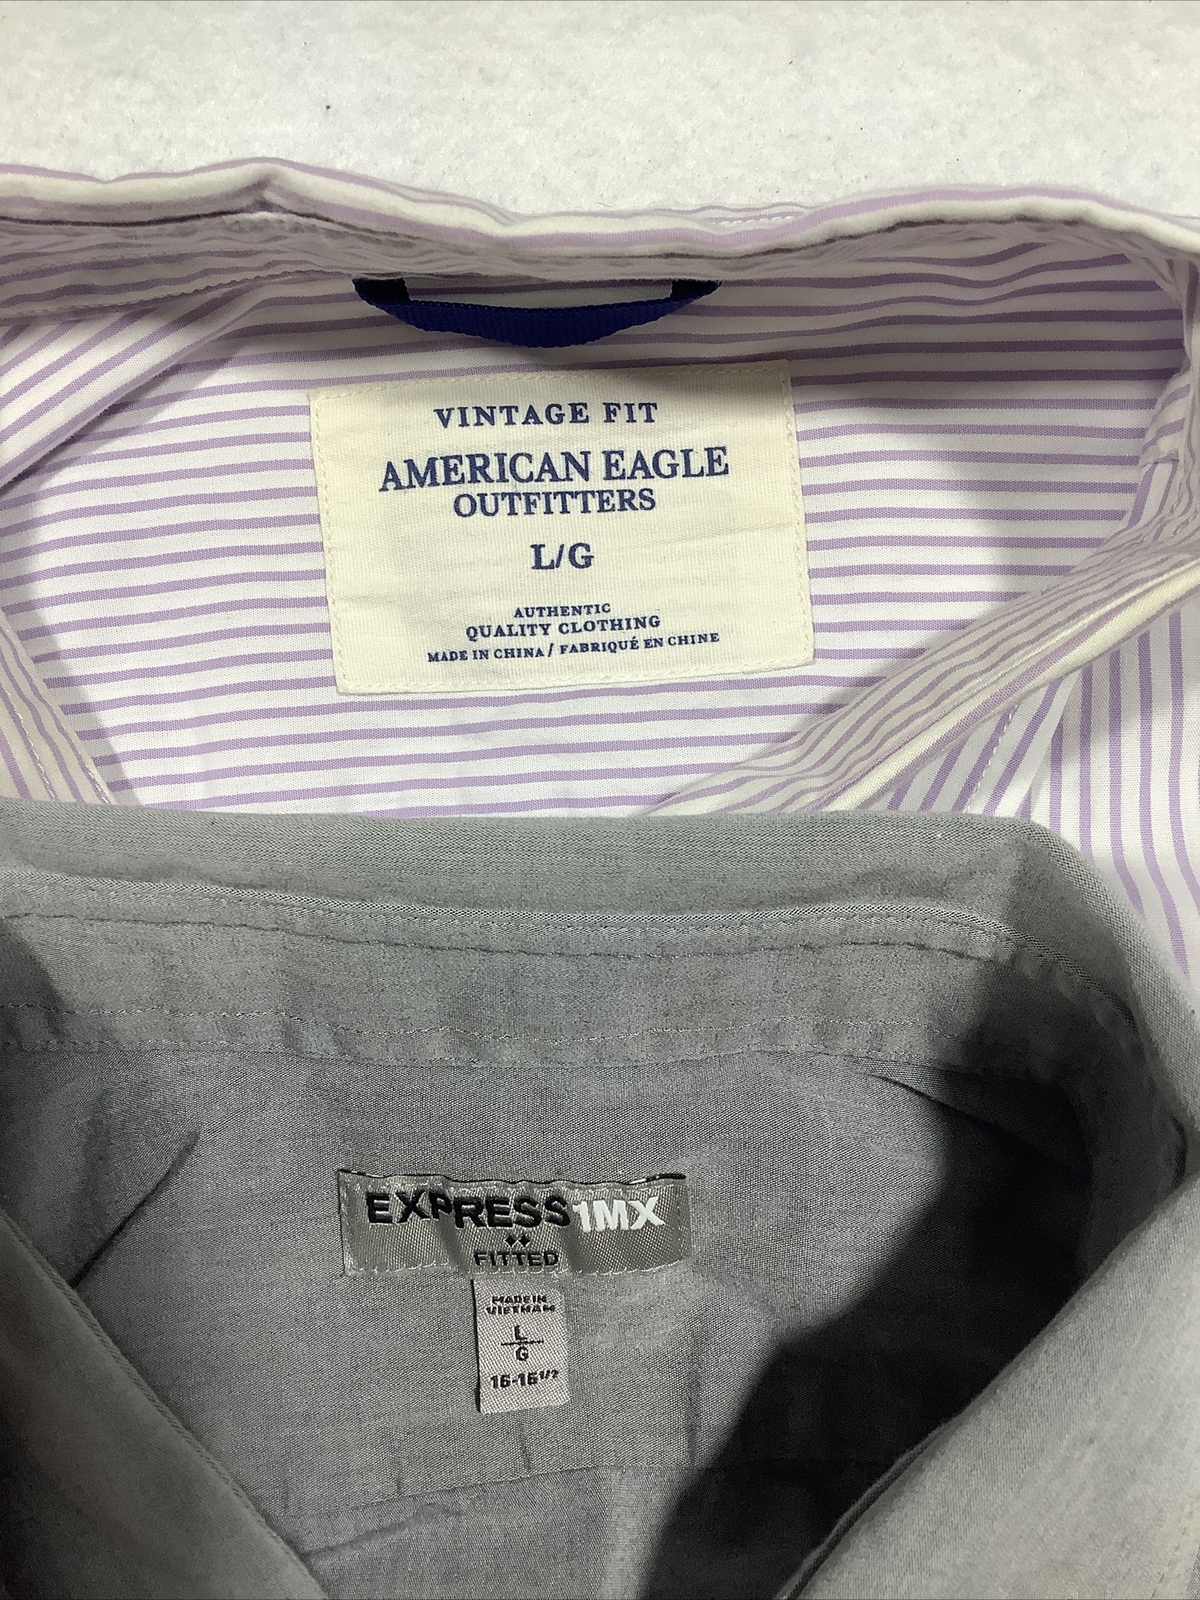 VINTAGE FIT
AMERICAN EAGLE
OUTFITTERS
L/G
AUTHENTIC
QUALITY CLOTHING
MADE IN CHINA / FABRIQUÉ EN CHINE
EXPRESS 1MX
FITTED
MADE IN
VIETNAM
L
G
16-16 1/2